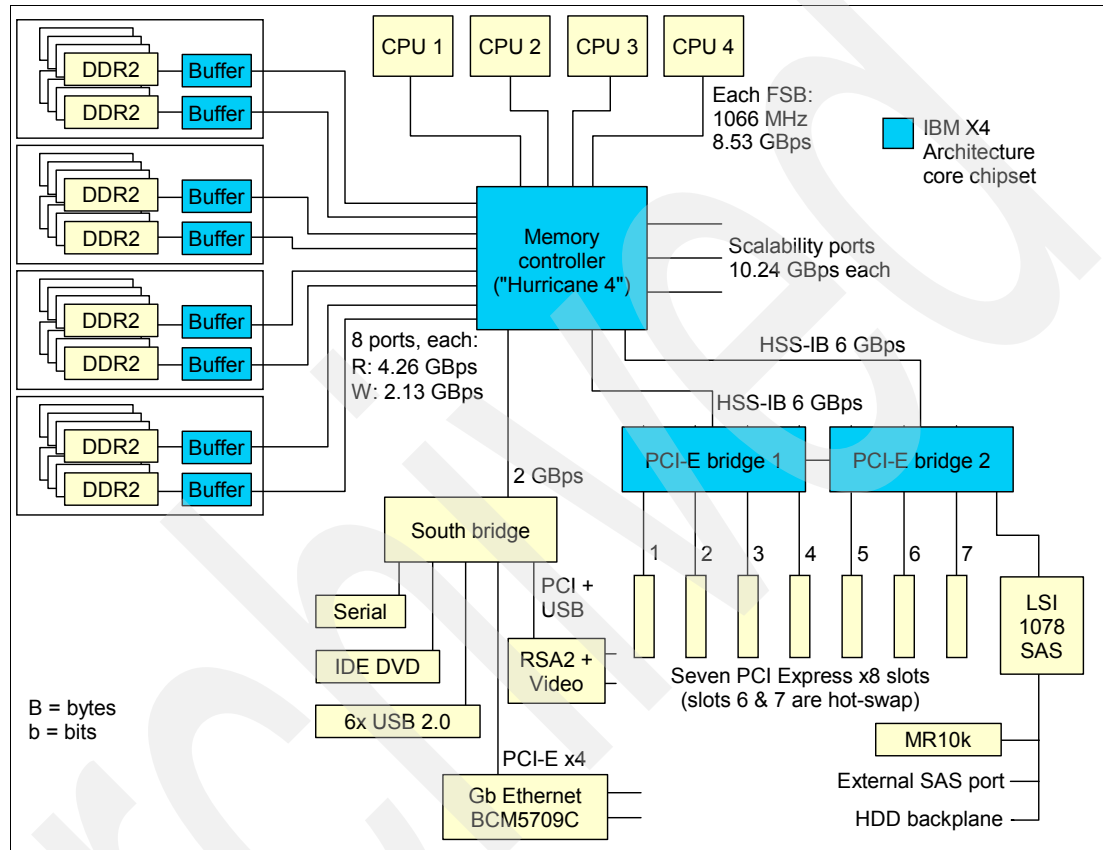 CPU 1
CPU 2
CPU 3
CPU 4
DDR2
Buffer
DDR2
Buffer
DDR2
Buffer
DDR2
Buffer
DDR2
Buffer
DDR2
Buffer
DDR2
Buffer
DDR2
Buffer
Each FSB:
1066 MHz
8.53 GBps
IBM X4
Architecture
core chipset
Memory
controller
("Hurricane 4")
Scalability ports
10.24 GBps each
8 ports, each:
R: 4.26 GBps
W: 2.13 GBps
HSS-IB 6 GBps
HSS-IB 6 GBps
PCI-E bridge 1
PCI-E bridge 2
2 GBps
South bridge
1
2
3
4
5
6
7
PCI +
USB
Serial
IDE DVD
6x USB 2.0
RSA2 +
Video
LSI
1078
SAS
Seven PCI Express x8 slots
(slots 6 & 7 are hot-swap)
B = bytes
b = bits
PCI-E x4
Gb Ethernet
BCM5709C
MR10k
External SAS port
HDD backplane